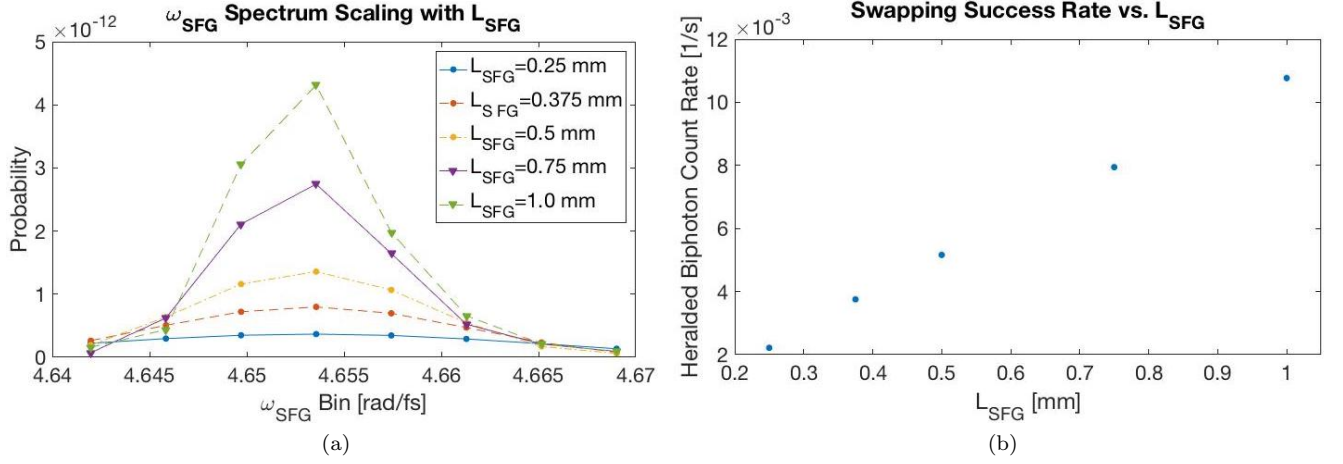 ω_SFG Spectrum Scaling with L_SFG
×10^-12
5
4
3
2
1
0
4.64 4.645 4.65 4.655 4.66 4.665 4.67
Probability
ω_SFG Bin [rad/fs]
L_SFG=0.25 mm
L_S FG=0.375 mm
L_SFG=0.5 mm
L_SFG=0.75 mm
L_SFG=1.0 mm
(a)
Swapping Success Rate vs. L_SFG
×10^-3
12
10
8
6
4
2
0.2 0.3 0.4 0.5 0.6 0.7 0.8 0.9 1
Heralded Biphoton Count Rate [1/s]
L_SFG [mm]
(b)